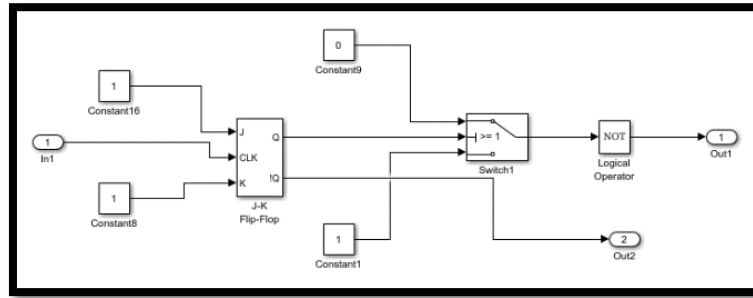 0
Constant9
1
Constant16
J
Q
>= 1
NOT
1
Out1
1
In1
CLK
Switch1
Logical
Operator
K
!Q
1
Constant8
J-K
Flip-Flop
1
Constant1
2
Out2